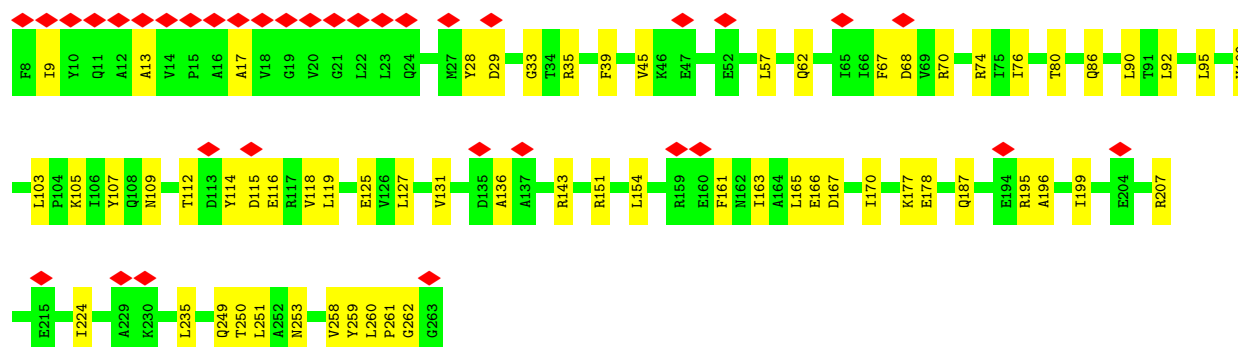 F8 I9 Y10 Q11 A12 A13 V14 P15 A16 A17 V18 G19 V20 G21 L22 L23 Q24 M27 Y28 D29 G33 T34 R35 F39 V45 K46 E47 E52 L57 Q62 I65 I66 F67 D68 V69 R70 R74 I75 I76 T80 Q86 L90 T91 L92 L95
L103 P104 K105 I106 Y107 Q108 N109 T112 D113 Y114 D115 E116 R117 V118 L119 E125 V126 L127 V131 D135 A136 A137 R143 R151 L154 R159 E160 F161 N162 I163 A164 L165 E166 D167 I170 K177 E178 Q187 E194 R195 A196 I199 E204 R207
E215 I224 A229 K230 L235 Q249 T250 L251 A252 N253 V258 Y259 L260 P261 G262 G263